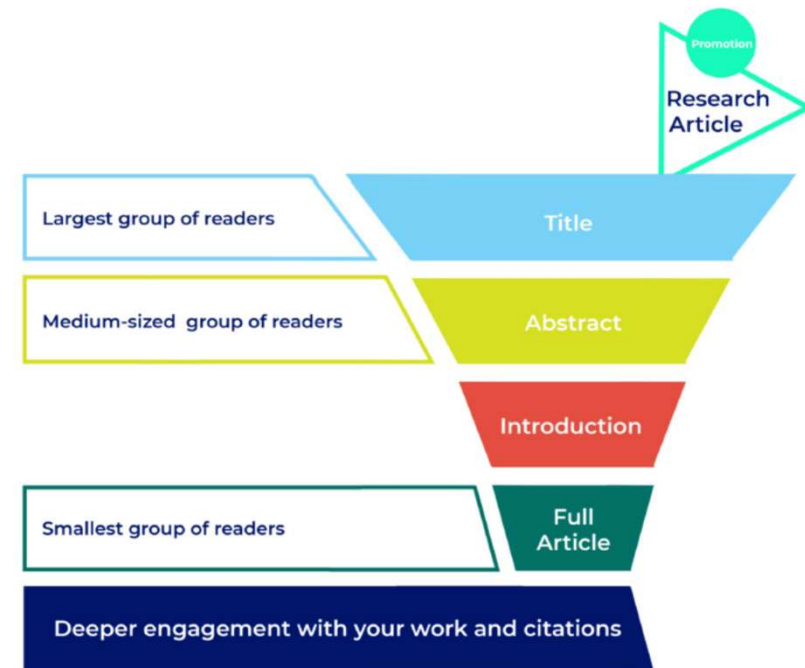 Promotion
Research
Article
Largest group of readers
Title
Medium-sized group of readers
Abstract
Introduction
Smallest group of readers
Full
Article
Deeper engagement with your work and citations